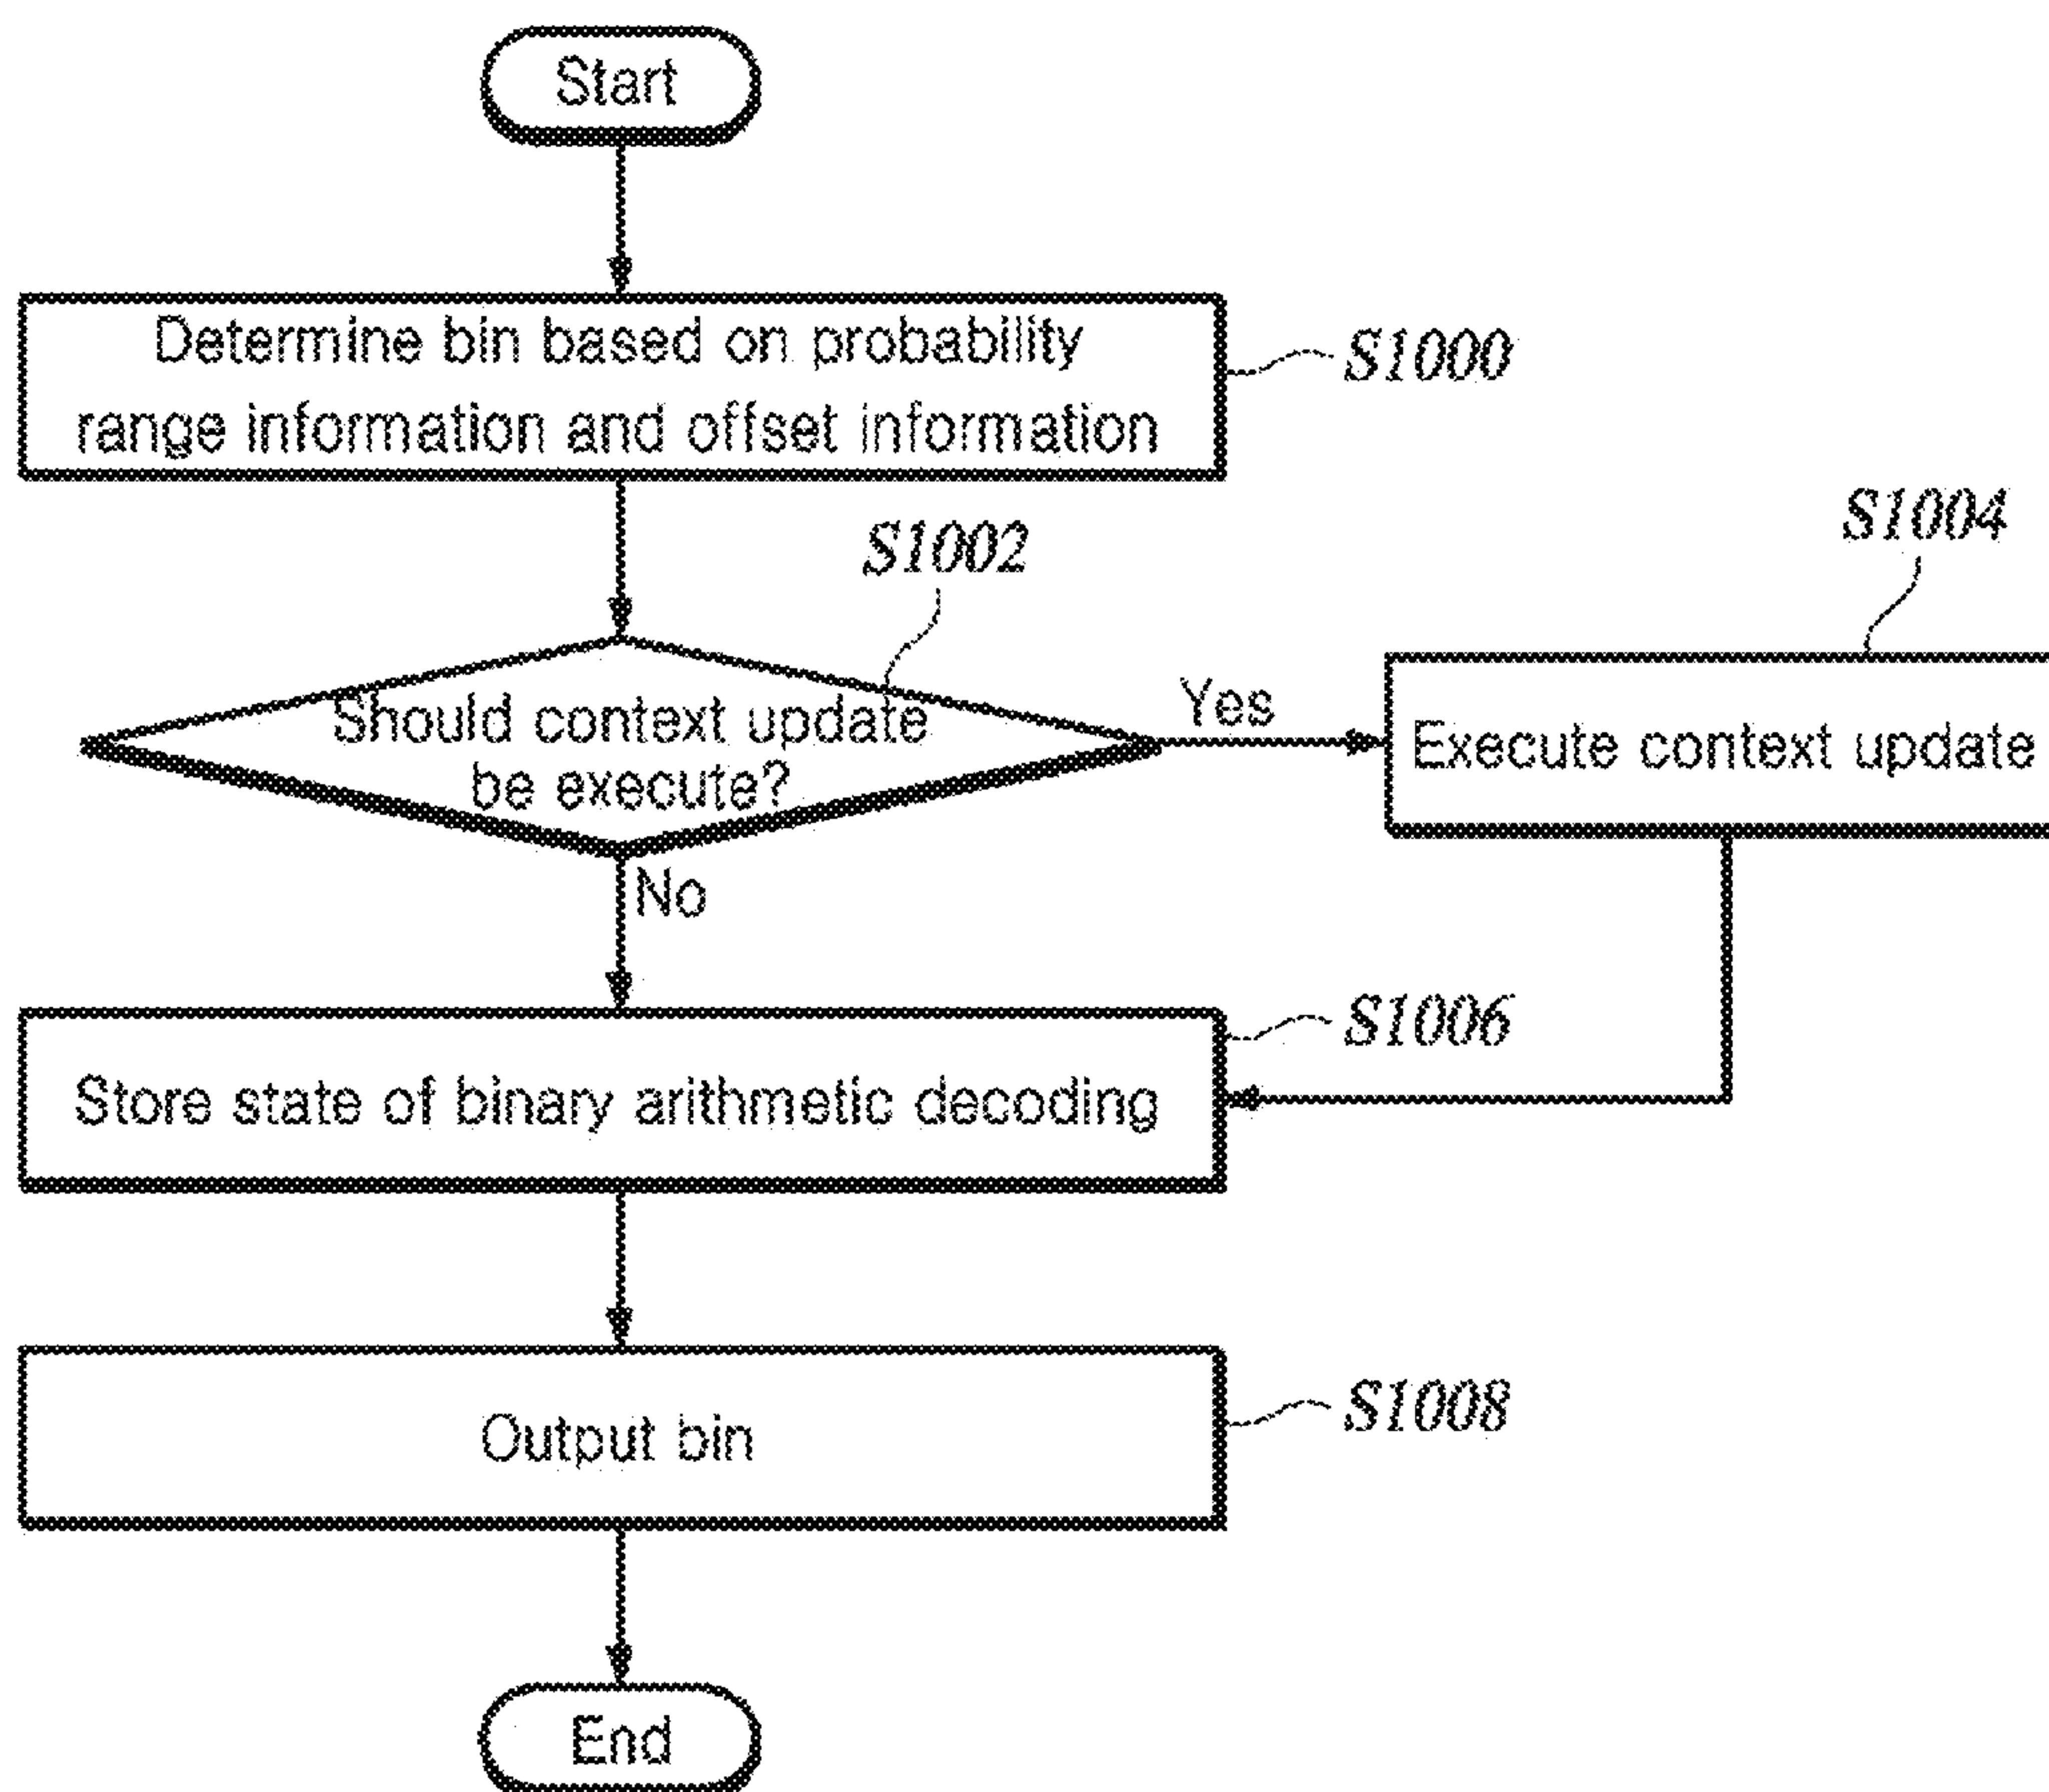 Start
Determine bin based on probability
range information and offset information
S1000
S1002
S1004
Should context update
be execute?
Yes
Execute context update
No
S1006
Store state of binary arithmetic decoding
Output bin
S1008
End